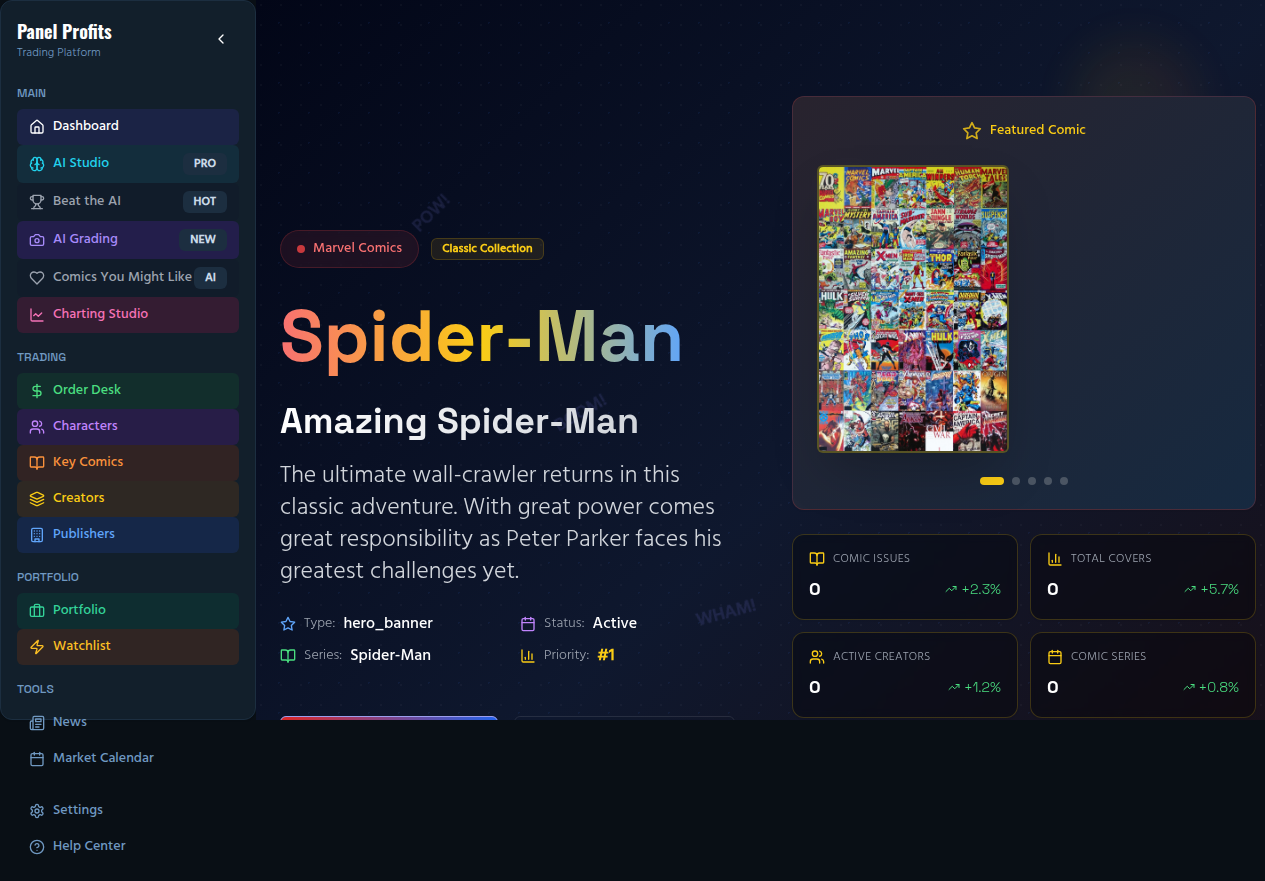 Panel Profits
Trading Platform
MAIN
Dashboard
AI Studio PRO
Beat the AI HOT
AI Grading NEW
Comics You Might Like AI
Charting Studio
TRADING
Order Desk
Characters
Key Comics
Creators
Publishers
PORTFOLIO
Portfolio
Watchlist
TOOLS
News
Market Calendar
Settings
Help Center
POW!
Marvel Comics
Classic Collection
Spider-Man
Amazing Spider-Man
The ultimate wall-crawler returns in this
classic adventure. With great power comes
great responsibility as Peter Parker faces his
greatest challenges yet.
Type: hero_banner
Status: Active
WHAM!
Series: Spider-Man
Priority: #1
Featured Comic
COMIC ISSUES
0 +2.3%
TOTAL COVERS
0 +5.7%
ACTIVE CREATORS
0 +1.2%
COMIC SERIES
0 +0.8%